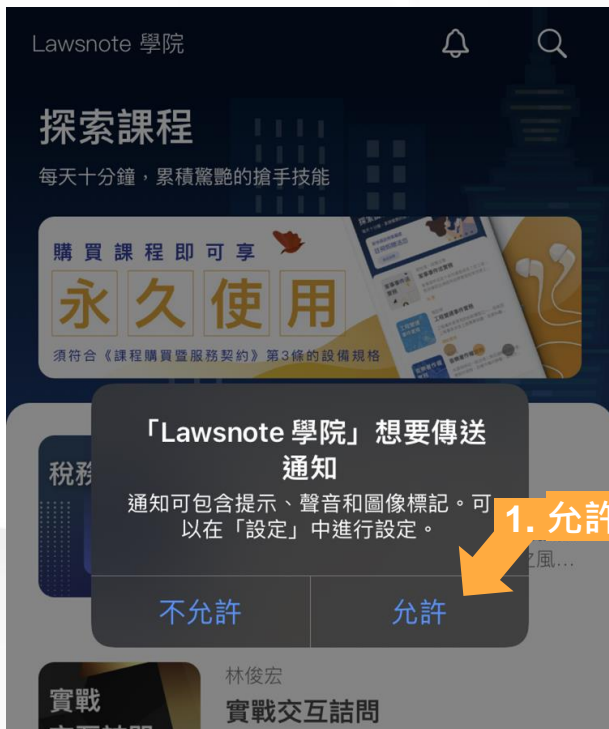 Lawsnote 學院
探索課程
每天十分鐘，累積驚艷的搶手技能
購買課程即可享
永久使用
須符合《課程購買暨服務契約》第3條的設備規格
稅務
「Lawsnote 學院」想要傳送
通知
通知可包含提示、聲音和圖像標記。可
以在「設定」中進行設定。
1. 允許
之風...
不允許
允許
林俊宏
實戰
實戰交互詰問